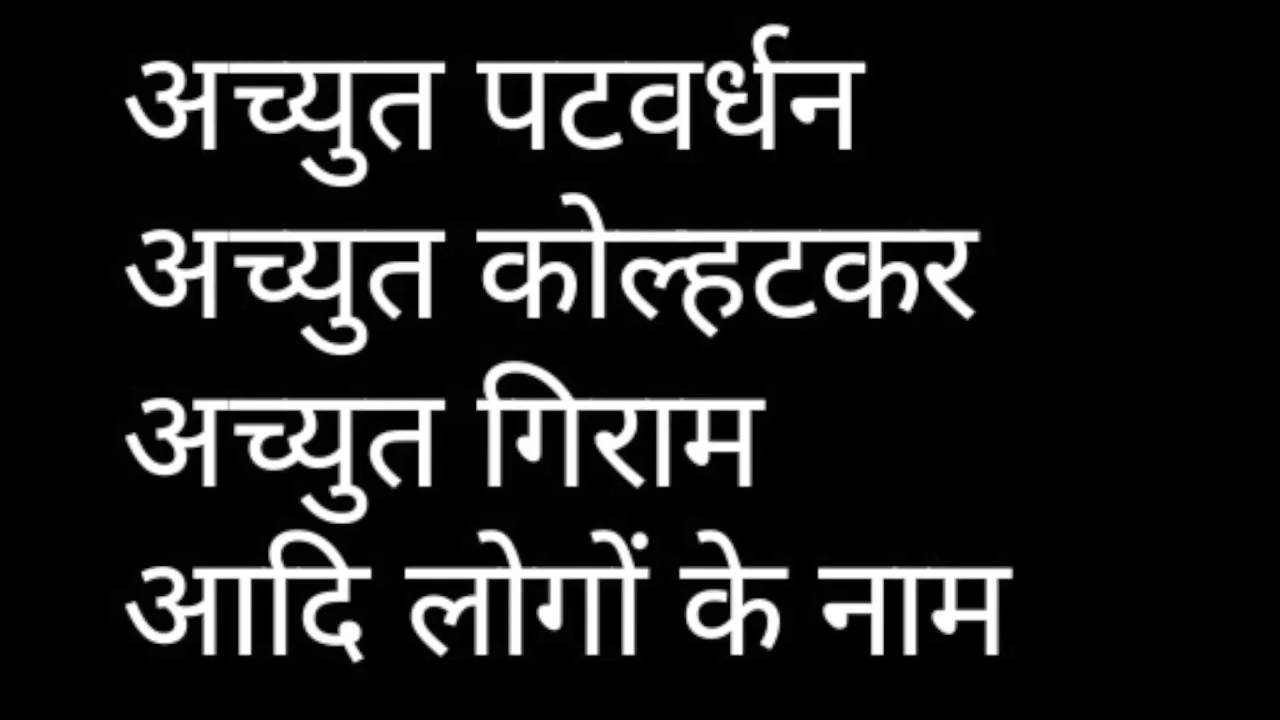 अच्युत पटवर्धन
अच्युत कोल्हटकर
अच्युत गिराम
आदि लोगों के नाम